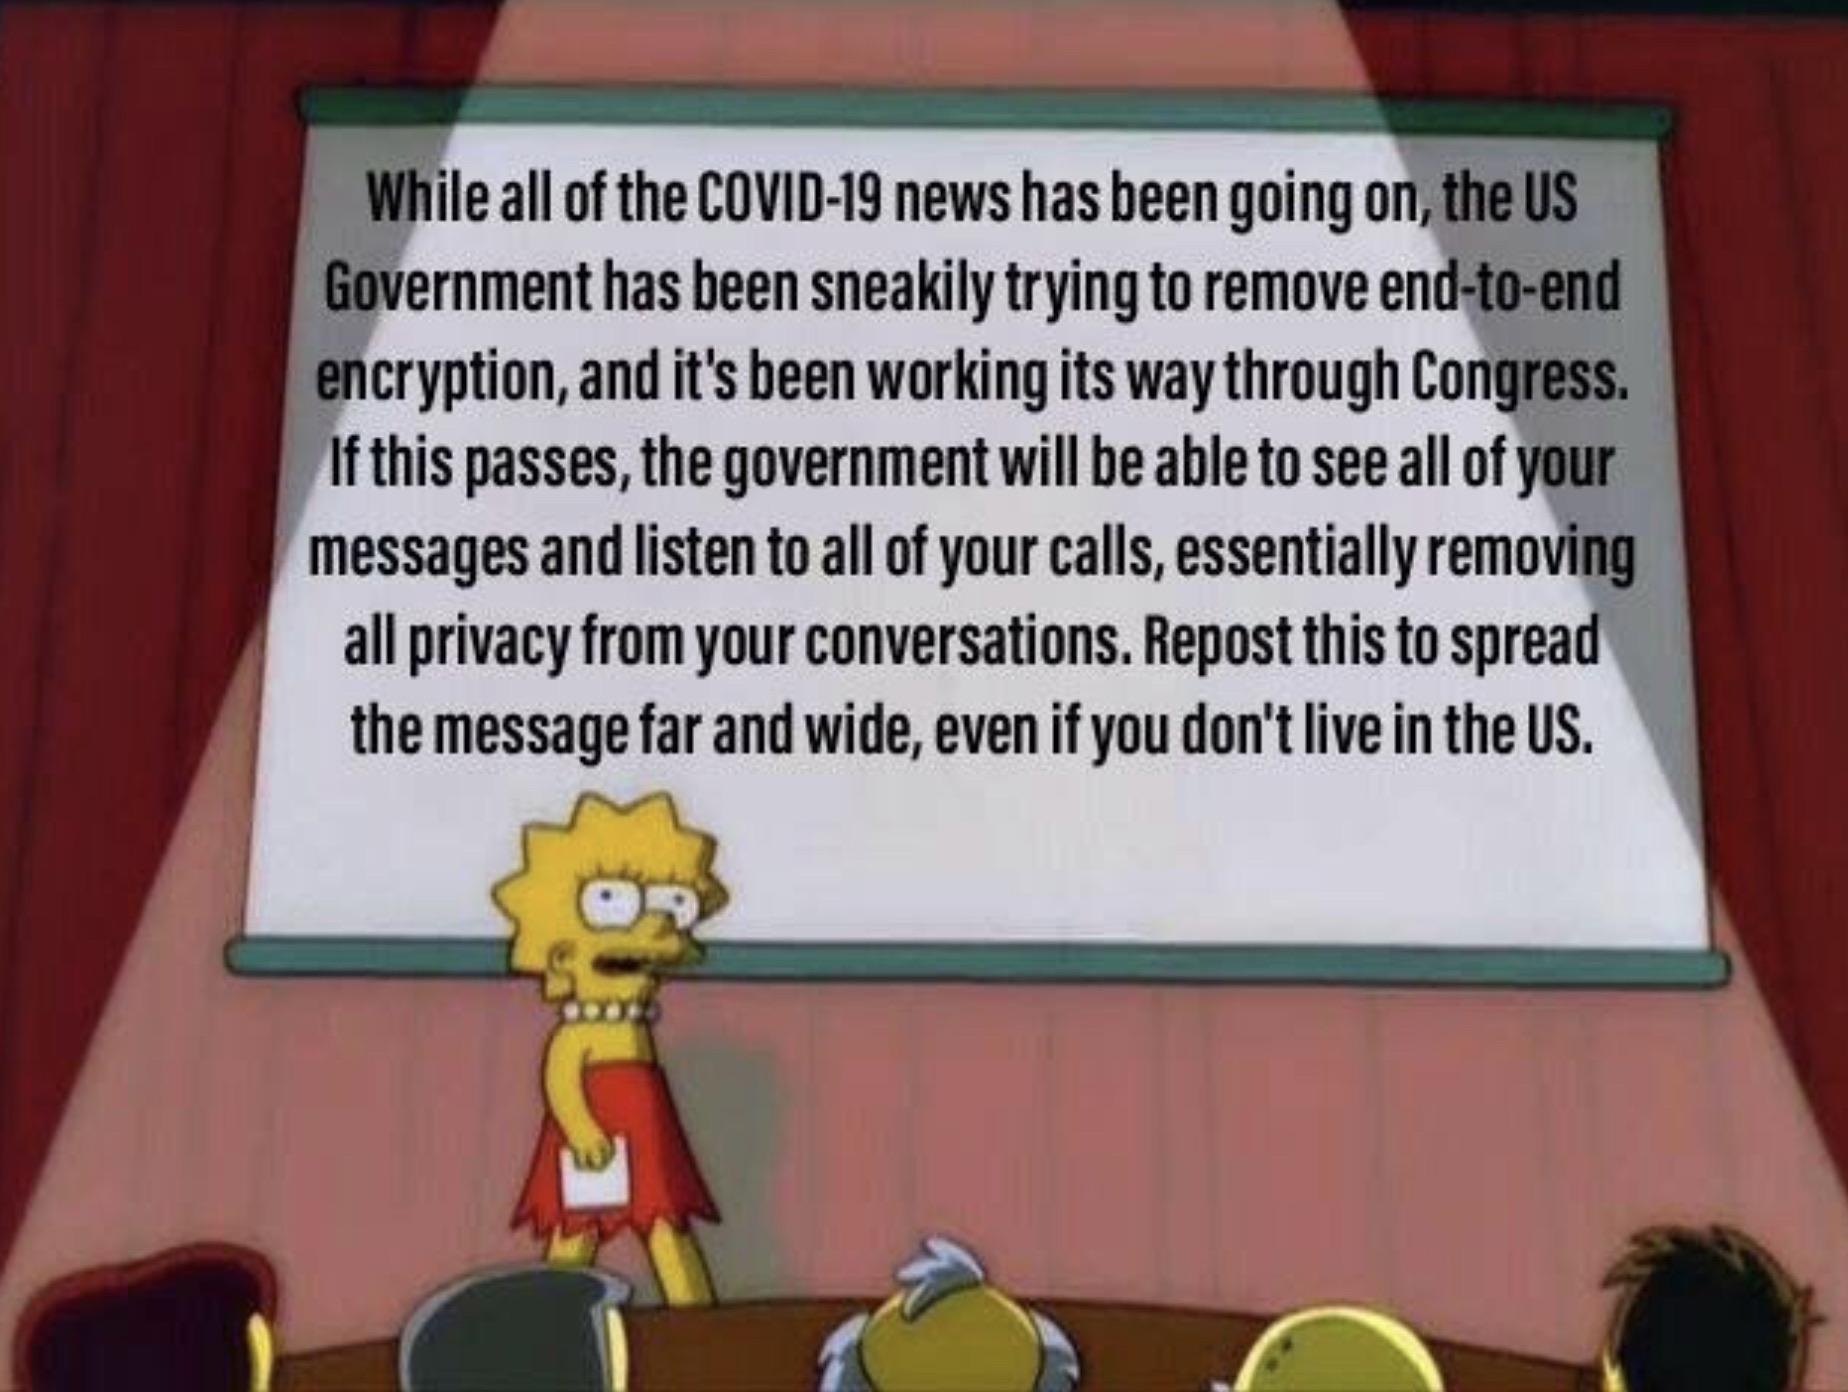 While all of the COVID-19 news has been going on, the US
Government has been sneakily trying to remove end-to-end
encryption, and it's been working its way through Congress.
If this passes, the government will be able to see all of your
messages and listen to all of your calls, essentially removing
all privacy from your conversations. Repost this to spread
the message far and wide, even if you don't live in the US.